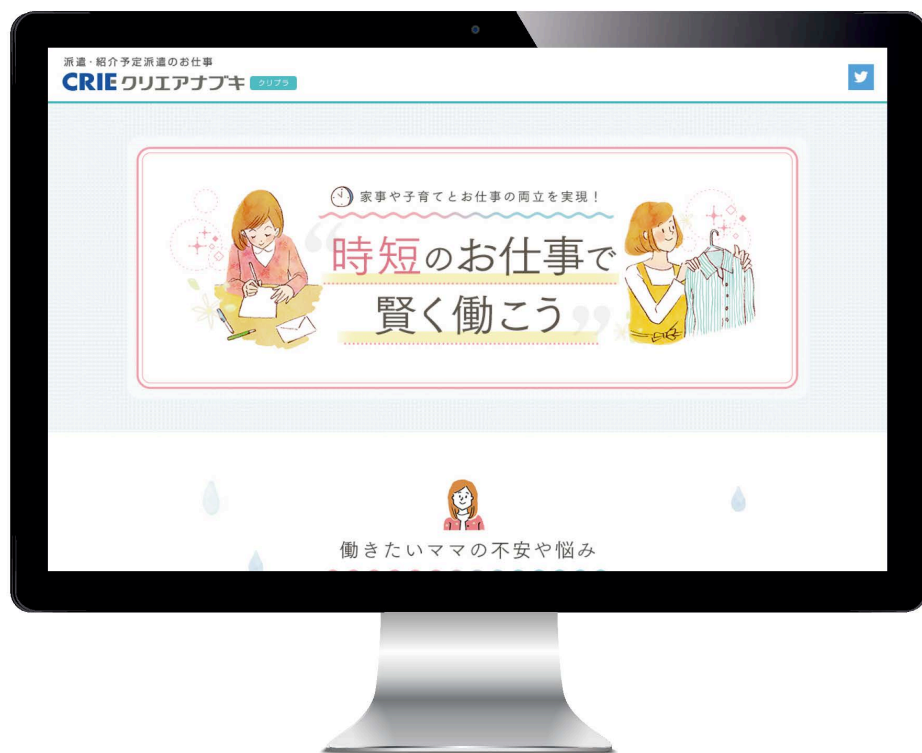 派遣・紹介予定派遣のお仕事
CRIE クリエアナブキ クリプラ
家事や子育てとお仕事の両立を実現！
“時短のお仕事で
賢く働こう”
働きたいママの不安や悩み